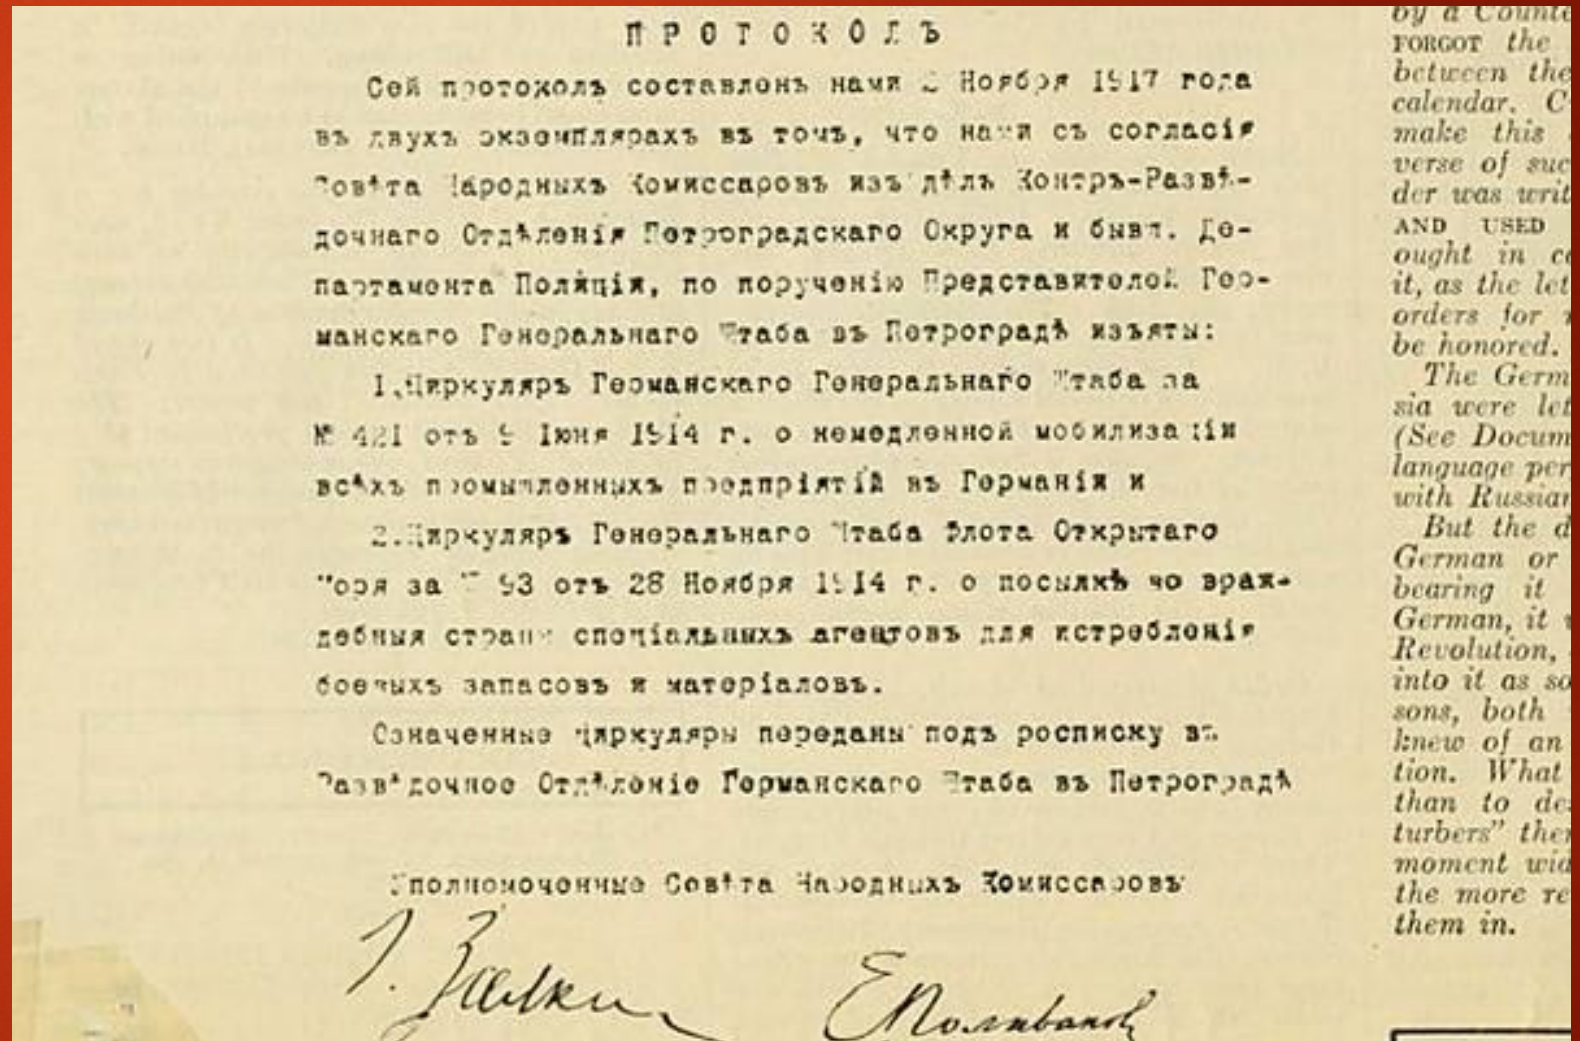 ПРОТОКОЛЪ
Сей протоколъ составленъ нами 2 Ноября 1917 года
въ двухъ экземплярахъ въ томъ, что нами съ согласія
Совѣта Народныхъ Комиссаровъ изъ дѣлъ Контръ-Развѣ-
дочнаго Отдѣленія Петроградскаго Округа и бывш. Де-
партамента Полиціи, по порученію Представителей Гер-
манскаго Генеральнаго Штаба въ Петроградѣ изъяты:
1.Циркуляръ Германскаго Генеральнаго Штаба за
№ 421 отъ 9 Іюня 1914 г. о немедленной мобилизаціи
всѣхъ промышленныхъ предпріятій въ Германіи и
2.Циркуляръ Генеральнаго Штаба Флота Открытаго
Моря за № 93 отъ 28 Ноября 1914 г. о посылкѣ во враж-
дебныя страны спеціальныхъ агентовъ для истребленія
боевыхъ запасовъ и матеріаловъ.
Означенные циркуляры переданы подъ росписку въ
Развѣдочное Отдѣленіе Германскаго Штаба въ Петроградѣ
Уполномоченные Совѣта Народныхъ Комиссаровъ
Е Поливановъ
by a Counte
FORGOT the
between the
calendar. C
make this
verse of suc
der was writ
AND USED
ought in c
it, as the let
orders for
be honored.
The Germ
sia were let
(See Docum
language per
with Russian
But the d
German or
bearing it
German, it
Revolution,
into it as so
sons, both
knew of an
tion. What
than to de
turbers" the
moment wid
the more re
them in.